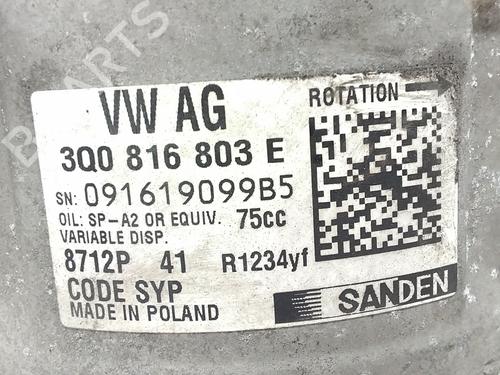 VW AG
ROTATION
3Q0 816 803 E
SN: 091619099B5
OIL: SP-A2 OR EQUIV. 75cc
VARIABLE DISP.
8712P 41 R1234yf
CODE SYP
MADE IN POLAND
SANDEN
PARTS